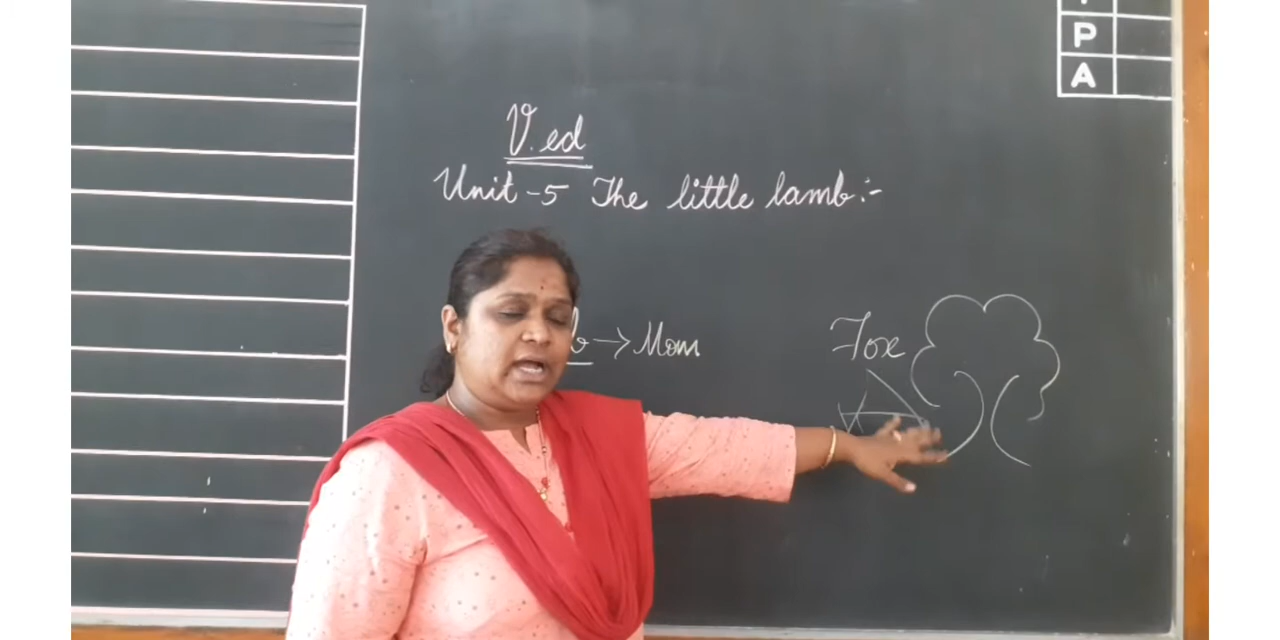 P
A
V.ed
Unit-5 The little lamb:-
b → Mom
Fox